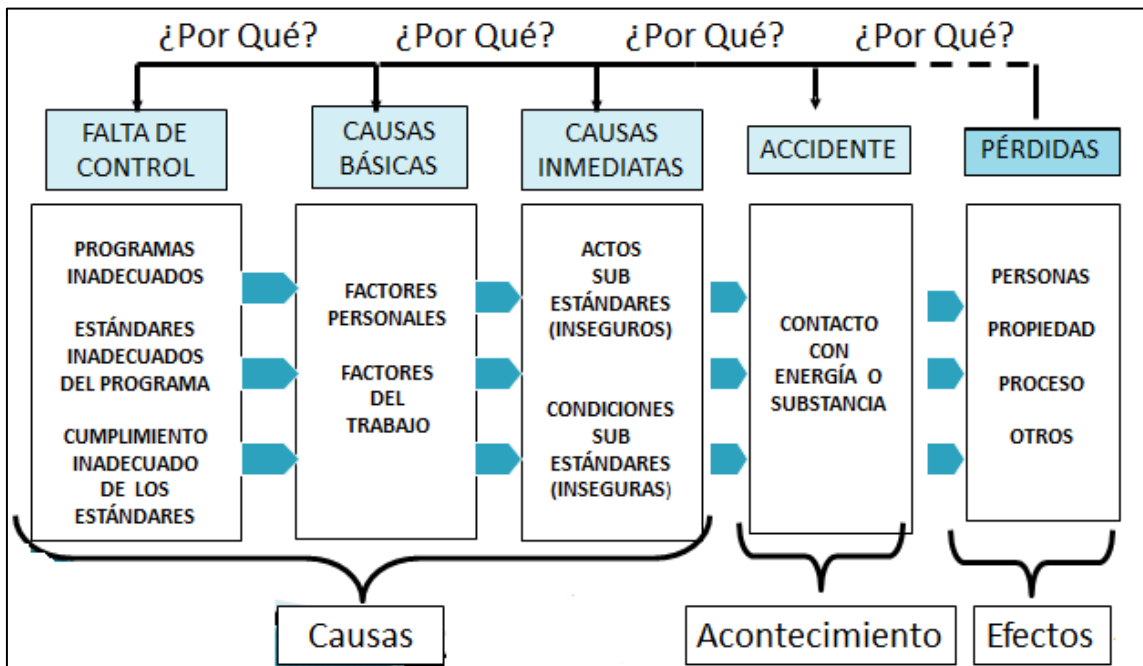 ¿Por Qué? ¿Por Qué? ¿Por Qué? ¿Por Qué?
FALTA DE
CONTROL
CAUSAS
BÁSICAS
CAUSAS
INMEDIATAS
ACCIDENTE
PÉRDIDAS
PROGRAMAS
INADECUADOS
ESTÁNDARES
INADECUADOS
DEL PROGRAMA
CUMPLIMIENTO
INADECUADO
DE LOS
ESTÁNDARES
FACTORES
PERSONALES
FACTORES
DEL
TRABAJO
ACTOS
SUB
ESTÁNDARES
(INSEGUROS)
CONDICIONES
SUB
ESTÁNDARES
(INSEGURAS)
CONTACTO
CON
ENERGÍA O
SUBSTANCIA
PERSONAS
PROPIEDAD
PROCESO
OTROS
Causas
Acontecimiento
Efectos